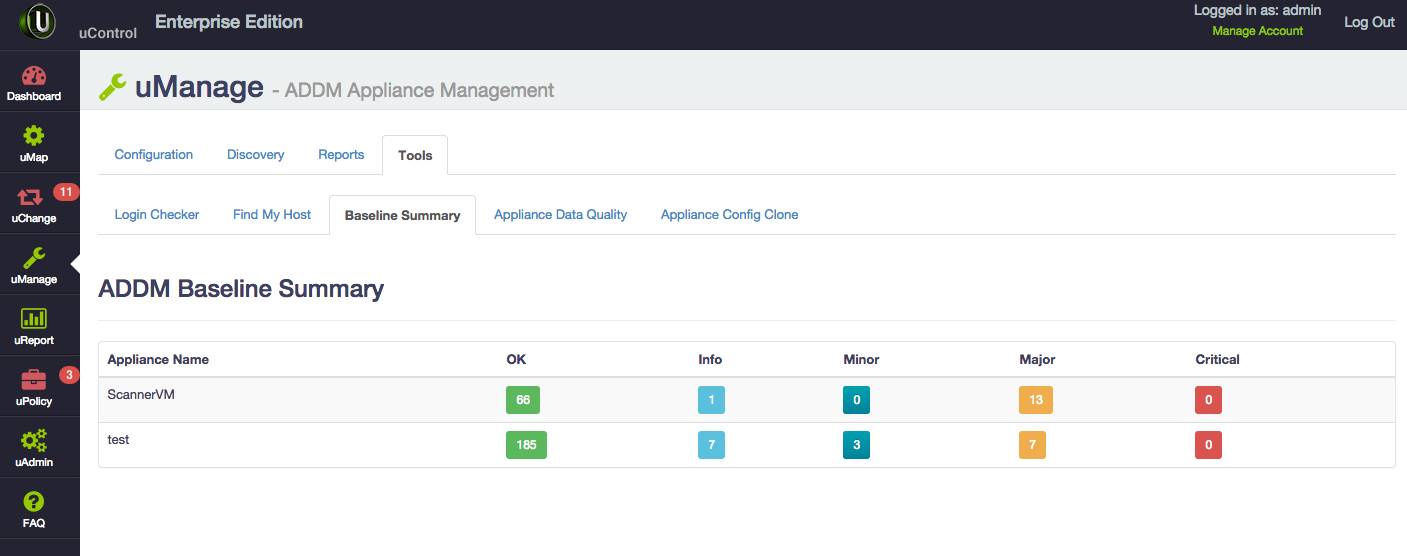 U uControl Enterprise Edition Logged in as: admin Log Out
Manage Account
Dashboard
uMap
uChange 11
uManage
uReport
uPolicy 3
uAdmin
? FAQ
uManage - ADDM Appliance Management
Configuration Discovery Reports Tools
Login Checker Find My Host Baseline Summary Appliance Data Quality Appliance Config Clone
ADDM Baseline Summary
Appliance Name OK Info Minor Major Critical
ScannerVM 66 1 0 13 0
test 185 7 3 7 0